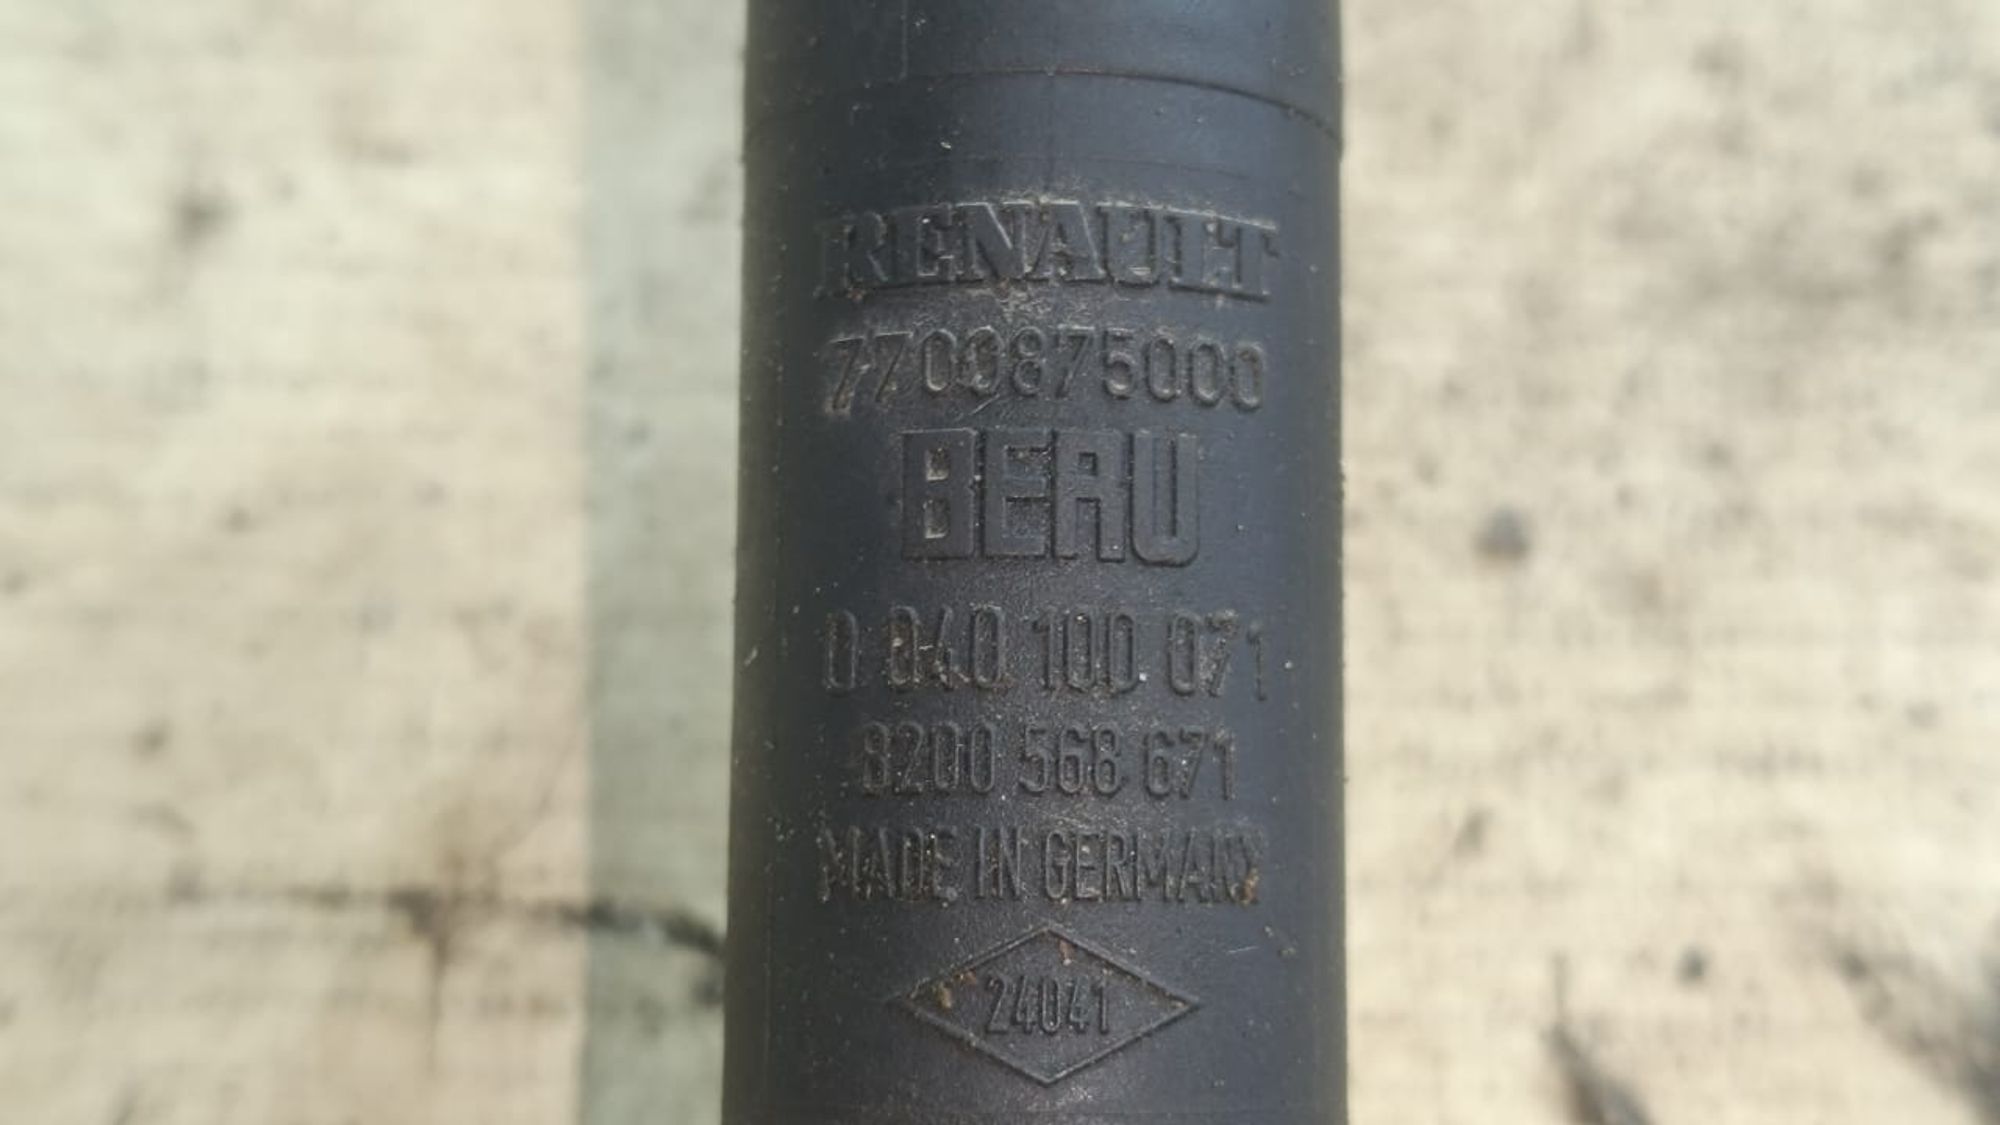 RENAULT
7700875000
BERU
0 040 100 071
8200 568 671
MADE IN GERMANY
24041